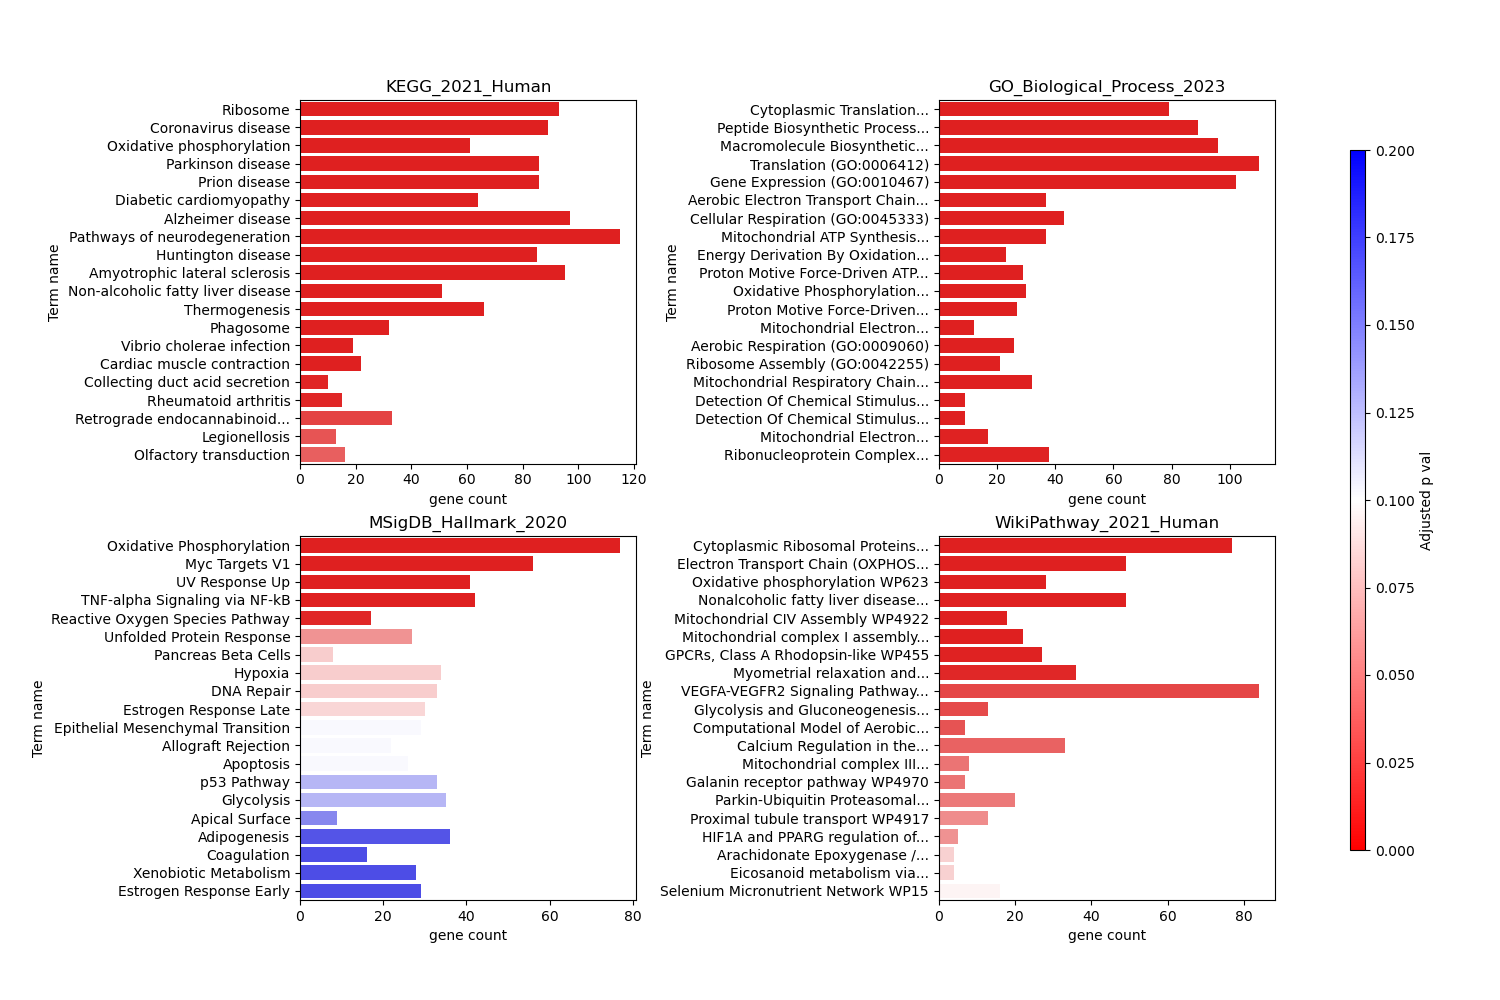 KEGG_2021_Human
Term name
Ribosome
Coronavirus disease
Oxidative phosphorylation
Parkinson disease
Prion disease
Diabetic cardiomyopathy
Alzheimer disease
Pathways of neurodegeneration
Huntington disease
Amyotrophic lateral sclerosis
Non-alcoholic fatty liver disease
Thermogenesis
Phagosome
Vibrio cholerae infection
Cardiac muscle contraction
Collecting duct acid secretion
Rheumatoid arthritis
Retrograde endocannabinoid...
Legionellosis
Olfactory transduction
0 20 40 60 80 100 120
gene count
GO_Biological_Process_2023
Term name
Cytoplasmic Translation...
Peptide Biosynthetic Process...
Macromolecule Biosynthetic...
Translation (GO:0006412)
Gene Expression (GO:0010467)
Aerobic Electron Transport Chain...
Cellular Respiration (GO:0045333)
Mitochondrial ATP Synthesis...
Energy Derivation By Oxidation...
Proton Motive Force-Driven ATP...
Oxidative Phosphorylation...
Proton Motive Force-Driven...
Mitochondrial Electron...
Aerobic Respiration (GO:0009060)
Ribosome Assembly (GO:0042255)
Mitochondrial Respiratory Chain...
Detection Of Chemical Stimulus...
Detection Of Chemical Stimulus...
Mitochondrial Electron...
Ribonucleoprotein Complex...
0 20 40 60 80 100
gene count
MSigDB_Hallmark_2020
Term name
Oxidative Phosphorylation
Myc Targets V1
UV Response Up
TNF-alpha Signaling via NF-kB
Reactive Oxygen Species Pathway
Unfolded Protein Response
Pancreas Beta Cells
Hypoxia
DNA Repair
Estrogen Response Late
Epithelial Mesenchymal Transition
Allograft Rejection
Apoptosis
p53 Pathway
Glycolysis
Apical Surface
Adipogenesis
Coagulation
Xenobiotic Metabolism
Estrogen Response Early
0 20 40 60 80
gene count
WikiPathway_2021_Human
Term name
Cytoplasmic Ribosomal Proteins...
Electron Transport Chain (OXPHOS...
Oxidative phosphorylation WP623
Nonalcoholic fatty liver disease...
Mitochondrial CIV Assembly WP4922
Mitochondrial complex I assembly...
GPCRs, Class A Rhodopsin-like WP455
Myometrial relaxation and...
VEGFA-VEGFR2 Signaling Pathway...
Glycolysis and Gluconeogenesis...
Computational Model of Aerobic...
Calcium Regulation in the...
Mitochondrial complex III...
Galanin receptor pathway WP4970
Parkin-Ubiquitin Proteasomal...
Proximal tubule transport WP4917
HIF1A and PPARG regulation of...
Arachidonate Epoxygenase /...
Eicosanoid metabolism via...
Selenium Micronutrient Network WP15
0 20 40 60 80
gene count
0.200
0.175
0.150
0.125
0.100
0.075
0.050
0.025
0.000
Adjusted p val